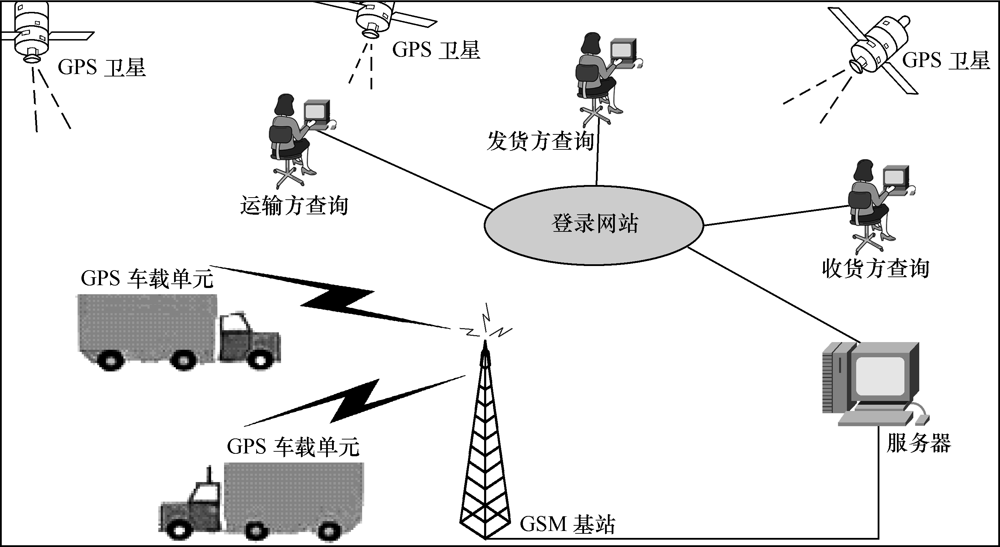 GPS 卫星
GPS 卫星
GPS 卫星
发货方查询
运输方查询
登录网站
收货方查询
GPS 车载单元
GPS 车载单元
服务器
GSM 基站